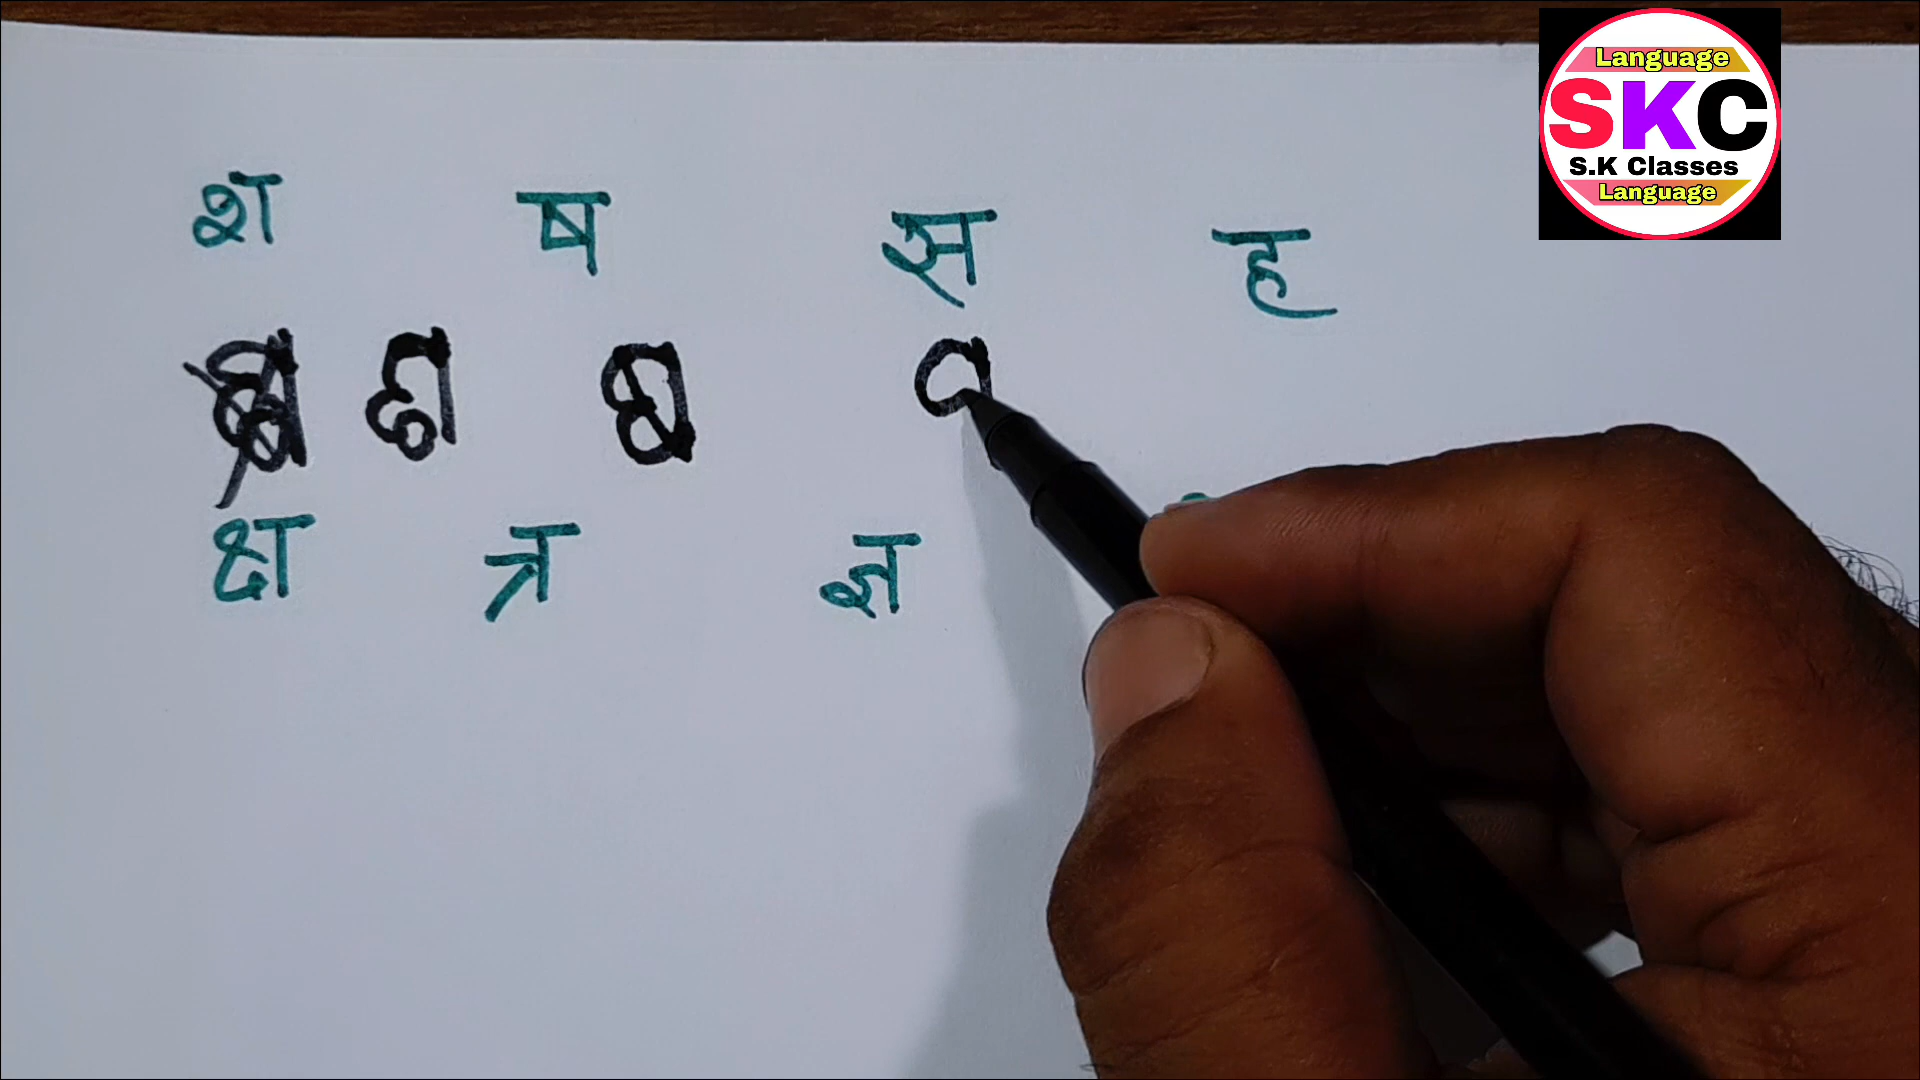 Language
SKC
S.K Classes
Language
श ष स ह
ଶ ଷ
क्ष त्र ज्ञ